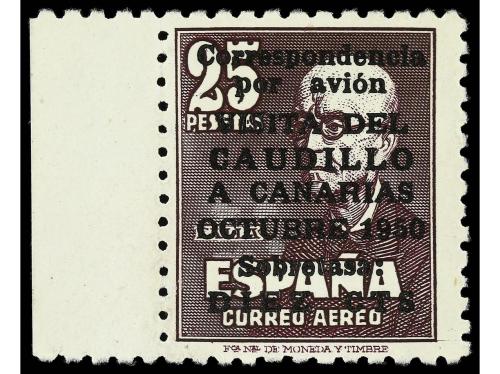 25
PESETAS
Correspondencia
por avión
VISITA DEL
CAUDILLO
A CANARIAS
OCTUBRE 1950
Sobretasa:
DIEZ CTS
ESPAÑA
CORREO AEREO
Fca. Nal. DE MONEDA Y TIMBRE